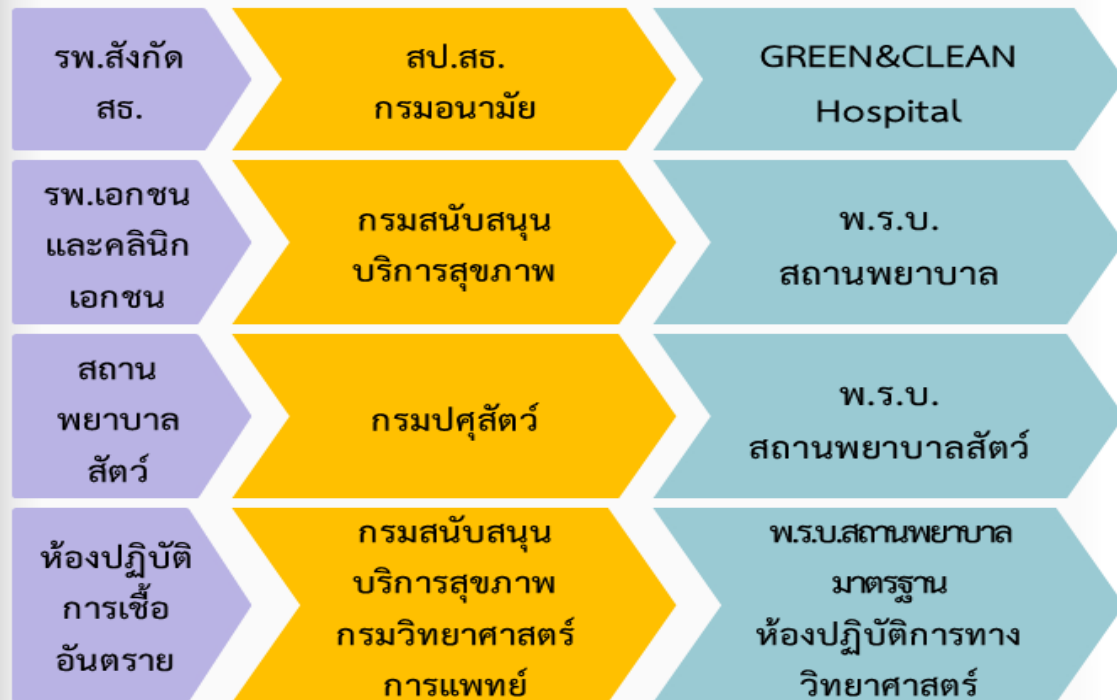 รพ.สังกัด
สธ.
สป.สธ.
กรมอนามัย
GREEN&CLEAN
Hospital
รพ.เอกชน
และคลินิก
เอกชน
กรมสนับสนุน
บริการสุขภาพ
พ.ร.บ.
สถานพยาบาล
สถาน
พยาบาล
สัตว์
กรมปศุสัตว์
พ.ร.บ.
สถานพยาบาลสัตว์
ห้องปฏิบัติ
การเชื้อ
อันตราย
กรมสนับสนุน
บริการสุขภาพ
กรมวิทยาศาสตร์
การแพทย์
พ.ร.บ.สถานพยาบาล
มาตรฐาน
ห้องปฏิบัติการทาง
วิทยาศาสตร์